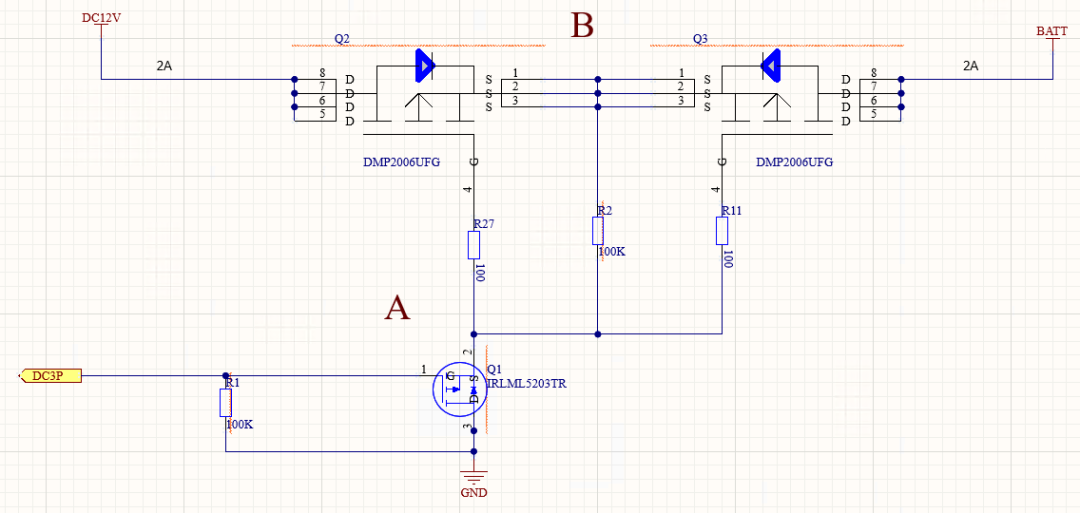 DC12V
B
BATT
Q2
Q3
2A
2A
8 D
7 D
6 D
5 D
S 1
S 2
S 3
1 S
2 S
3 S
D 8
D 7
D 6
D 5
DMP2006UFG
G
4
DMP2006UFG
G
4
R27
100
R2
100K
R11
100
A
DC3P
R1
100K
1
2
G
S
D
3
Q1
IRLML5203TR
GND